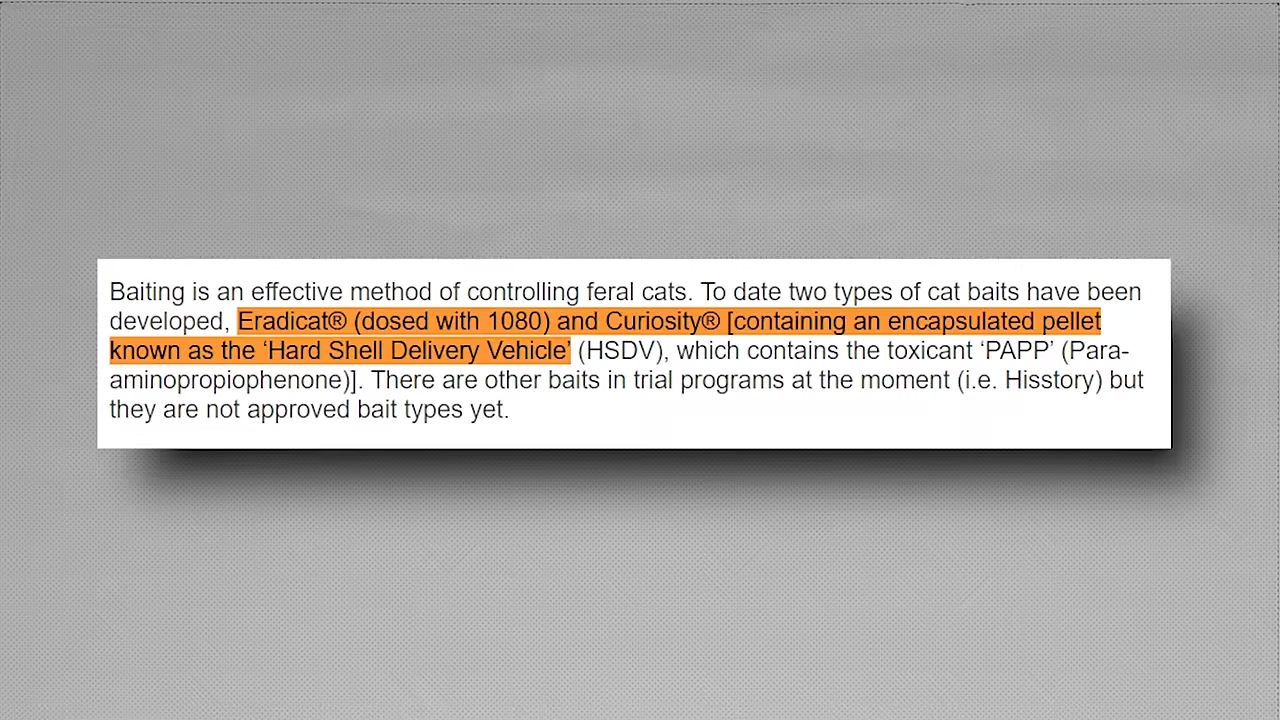 Baiting is an effective method of controlling feral cats. To date two types of cat baits have been
developed, Eradicat® (dosed with 1080) and Curiosity® [containing an encapsulated pellet
known as the ‘Hard Shell Delivery Vehicle’ (HSDV), which contains the toxicant ‘PAPP’ (Para-
aminopropiophenone)]. There are other baits in trial programs at the moment (i.e. Hisstory) but
they are not approved bait types yet.